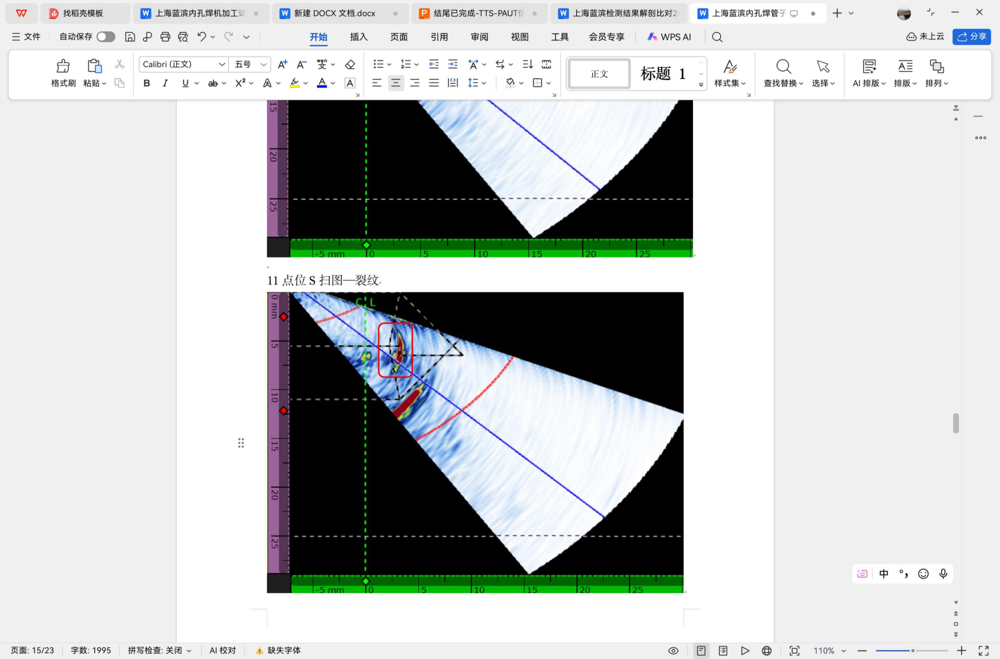 找稻壳模板
上海蓝滨内孔焊机加工试
新建 DOCX 文档.docx
结尾已完成-TTS-PAUT信
上海蓝滨检测结果解剖比对2
上海蓝滨内孔焊管子
文件
自动保存
开始
插入
页面
引用
审阅
视图
工具
会员专享
WPS AI
未上云
分享
格式刷
粘贴
Calibri (正文)
五号
正文
标题 1
样式集
查找替换
选择
AI 排版
排版
排列
15
20
25
-5 mm
0
5
10
15
20
25
11 点位 S 扫图—裂纹
0 mm
C L
5
10
15
20
25
-5 mm
0
5
10
15
20
25
中
页面: 15/23
字数: 1995
拼写检查: 关闭
AI 校对
缺失字体
110%